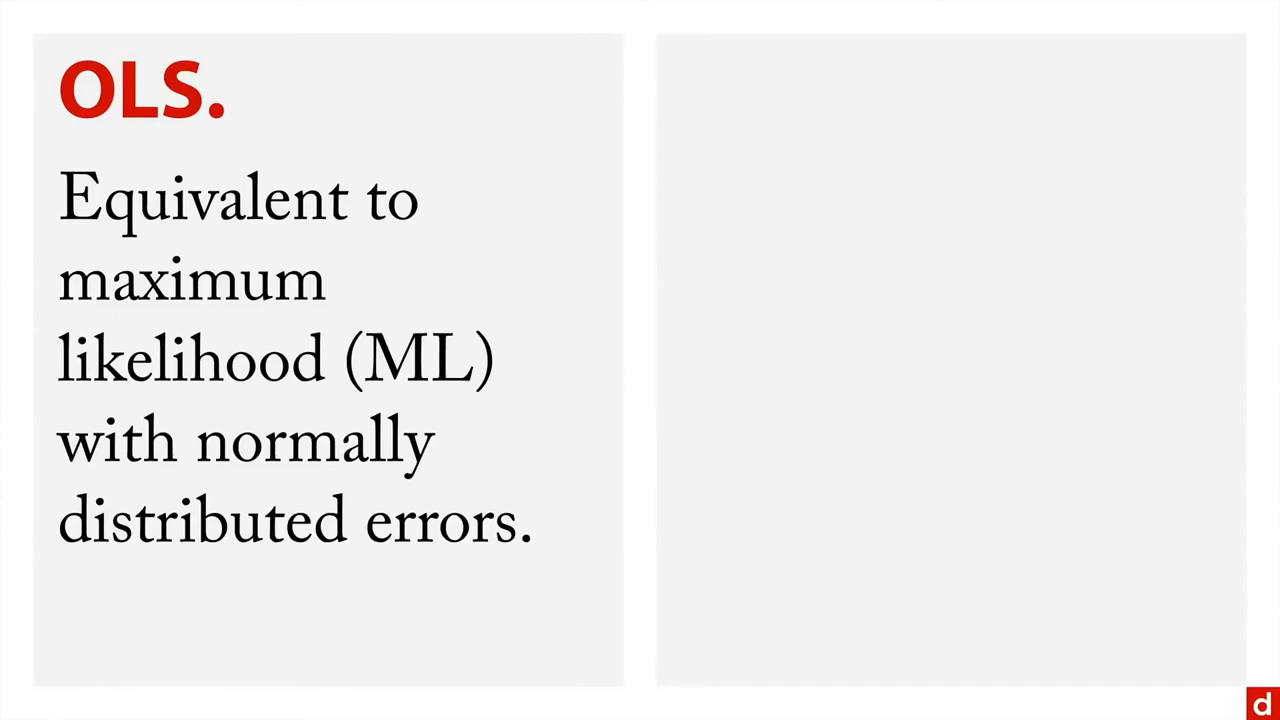 OLS.
Equivalent to
maximum
likelihood (ML)
with normally
distributed errors.
d